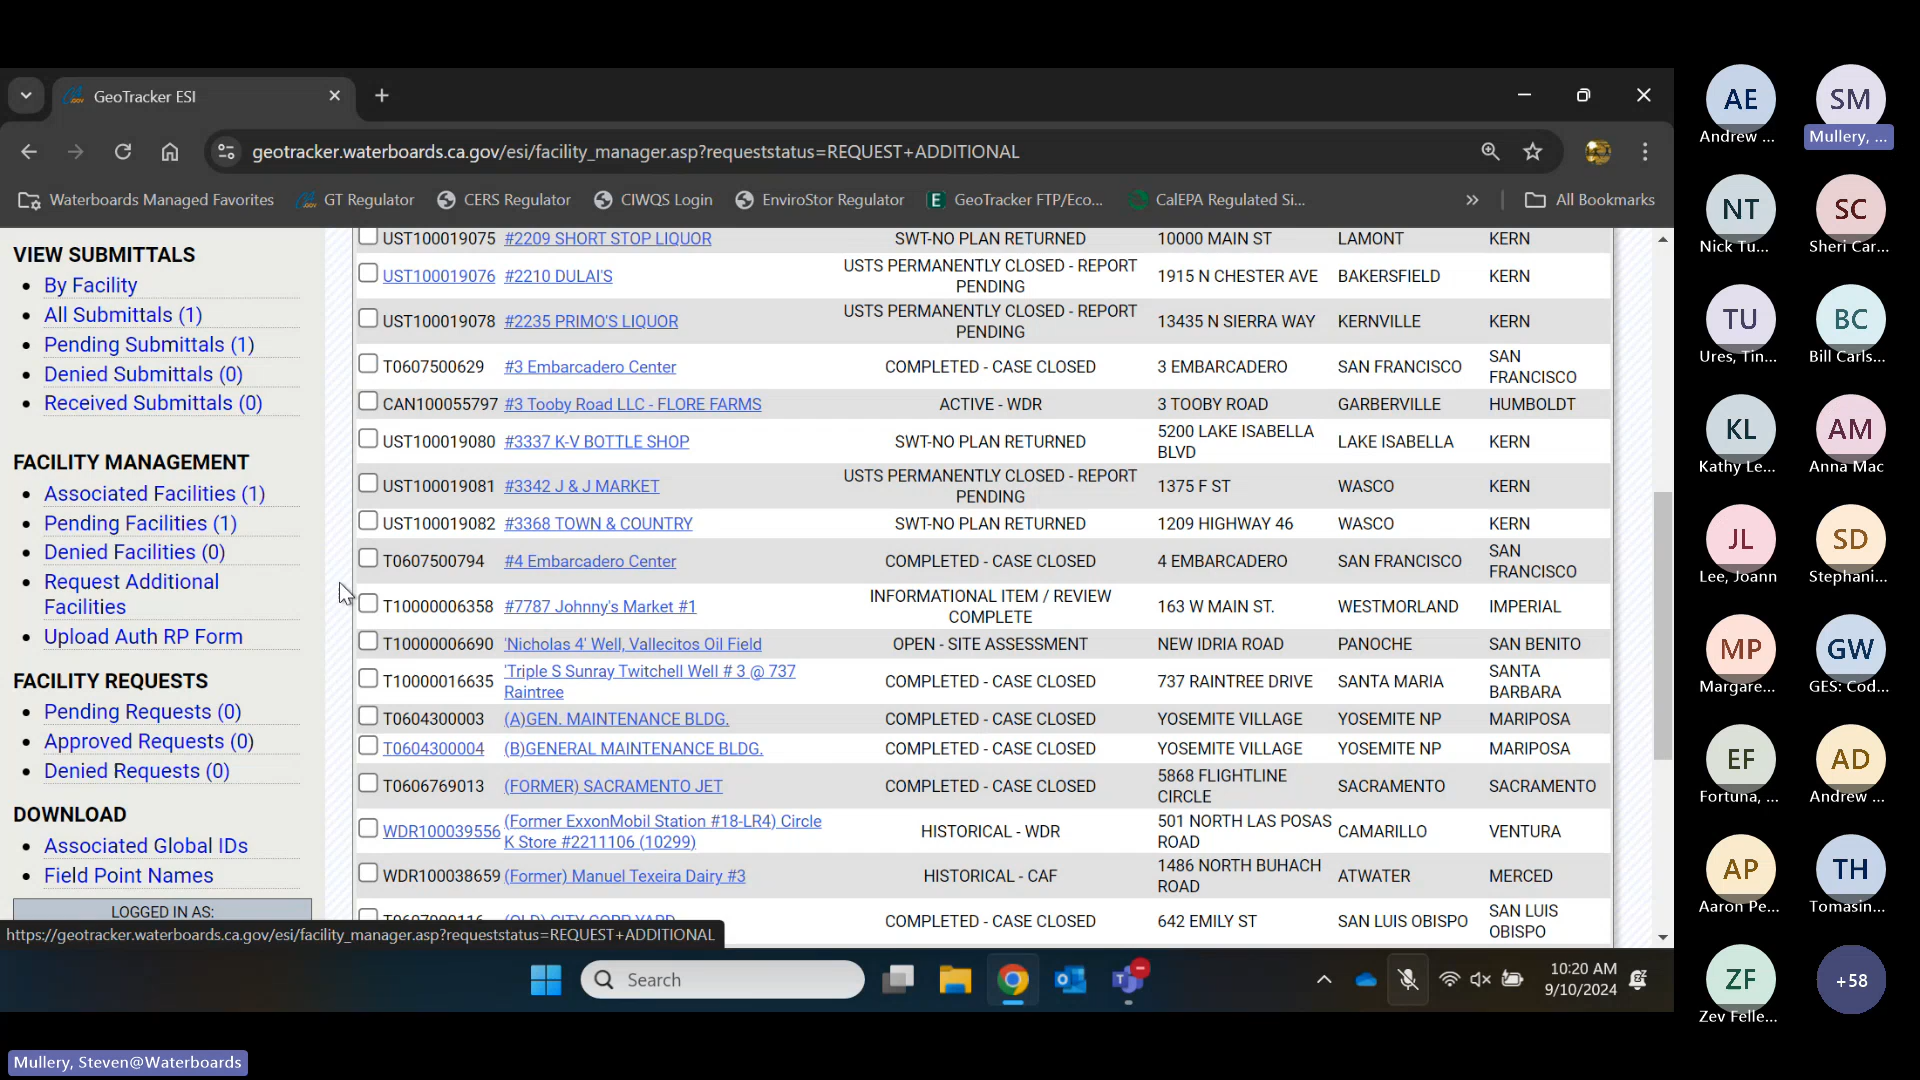 GeoTracker ESI
geotracker.waterboards.ca.gov/esi/facility_manager.asp?requeststatus=REQUEST+ADDITIONAL
Waterboards Managed Favorites GT Regulator CERS Regulator CIWQS Login EnviroStor Regulator E GeoTracker FTP/Eco... CalEPA Regulated Si... » All Bookmarks
VIEW SUBMITTALS
By Facility
All Submittals (1)
Pending Submittals (1)
Denied Submittals (0)
Received Submittals (0)
FACILITY MANAGEMENT
Associated Facilities (1)
Pending Facilities (1)
Denied Facilities (0)
Request Additional
Facilities
Upload Auth RP Form
FACILITY REQUESTS
Pending Requests (0)
Approved Requests (0)
Denied Requests (0)
DOWNLOAD
Associated Global IDs
Field Point Names
LOGGED IN AS:
UST100019075 #2209 SHORT STOP LIQUOR SWT-NO PLAN RETURNED 10000 MAIN ST LAMONT KERN
UST100019076 #2210 DULAI'S USTS PERMANENTLY CLOSED - REPORT PENDING 1915 N CHESTER AVE BAKERSFIELD KERN
UST100019078 #2235 PRIMO'S LIQUOR USTS PERMANENTLY CLOSED - REPORT PENDING 13435 N SIERRA WAY KERNVILLE KERN
T0607500629 #3 Embarcadero Center COMPLETED - CASE CLOSED 3 EMBARCADERO SAN FRANCISCO SAN FRANCISCO
CAN100055797 #3 Tooby Road LLC - FLORE FARMS ACTIVE - WDR 3 TOOBY ROAD GARBERVILLE HUMBOLDT
UST100019080 #3337 K-V BOTTLE SHOP SWT-NO PLAN RETURNED 5200 LAKE ISABELLA BLVD LAKE ISABELLA KERN
UST100019081 #3342 J & J MARKET USTS PERMANENTLY CLOSED - REPORT PENDING 1375 F ST WASCO KERN
UST100019082 #3368 TOWN & COUNTRY SWT-NO PLAN RETURNED 1209 HIGHWAY 46 WASCO KERN
T0607500794 #4 Embarcadero Center COMPLETED - CASE CLOSED 4 EMBARCADERO SAN FRANCISCO SAN FRANCISCO
T10000006358 #7787 Johnny's Market #1 INFORMATIONAL ITEM / REVIEW COMPLETE 163 W MAIN ST. WESTMORLAND IMPERIAL
T10000006690 'Nicholas 4' Well, Vallecitos Oil Field OPEN - SITE ASSESSMENT NEW IDRIA ROAD PANOCHE SAN BENITO
T10000016635 'Triple S Sunray Twitchell Well # 3 @ 737 Raintree COMPLETED - CASE CLOSED 737 RAINTREE DRIVE SANTA MARIA SANTA BARBARA
T0604300003 (A)GEN. MAINTENANCE BLDG. COMPLETED - CASE CLOSED YOSEMITE VILLAGE YOSEMITE NP MARIPOSA
T0604300004 (B)GENERAL MAINTENANCE BLDG. COMPLETED - CASE CLOSED YOSEMITE VILLAGE YOSEMITE NP MARIPOSA
T0606769013 (FORMER) SACRAMENTO JET COMPLETED - CASE CLOSED 5868 FLIGHTLINE CIRCLE SACRAMENTO SACRAMENTO
WDR100039556 (Former ExxonMobil Station #18-LR4) Circle K Store #2211106 (10299) HISTORICAL - WDR 501 NORTH LAS POSAS ROAD CAMARILLO VENTURA
WDR100038659 (Former) Manuel Texeira Dairy #3 HISTORICAL - CAF 1486 NORTH BUHACH ROAD ATWATER MERCED
COMPLETED - CASE CLOSED 642 EMILY ST SAN LUIS OBISPO SAN LUIS OBISPO
https://geotracker.waterboards.ca.gov/esi/facility_manager.asp?requeststatus=REQUEST+ADDITIONAL
Search
10:20 AM
9/10/2024
AE SM
Andrew ... Mullery, ...
NT SC
Nick Tu... Sheri Car...
TU BC
Ures, Tin... Bill Carls...
KL AM
Kathy Le... Anna Mac
JL SD
Lee, Joann Stephani...
MP GW
Margare... GES: Cod...
EF AD
Fortuna, ... Andrew ...
AP TH
Aaron Pe... Tomasin...
ZF +58
Zev Felle...
Mullery, Steven@Waterboards